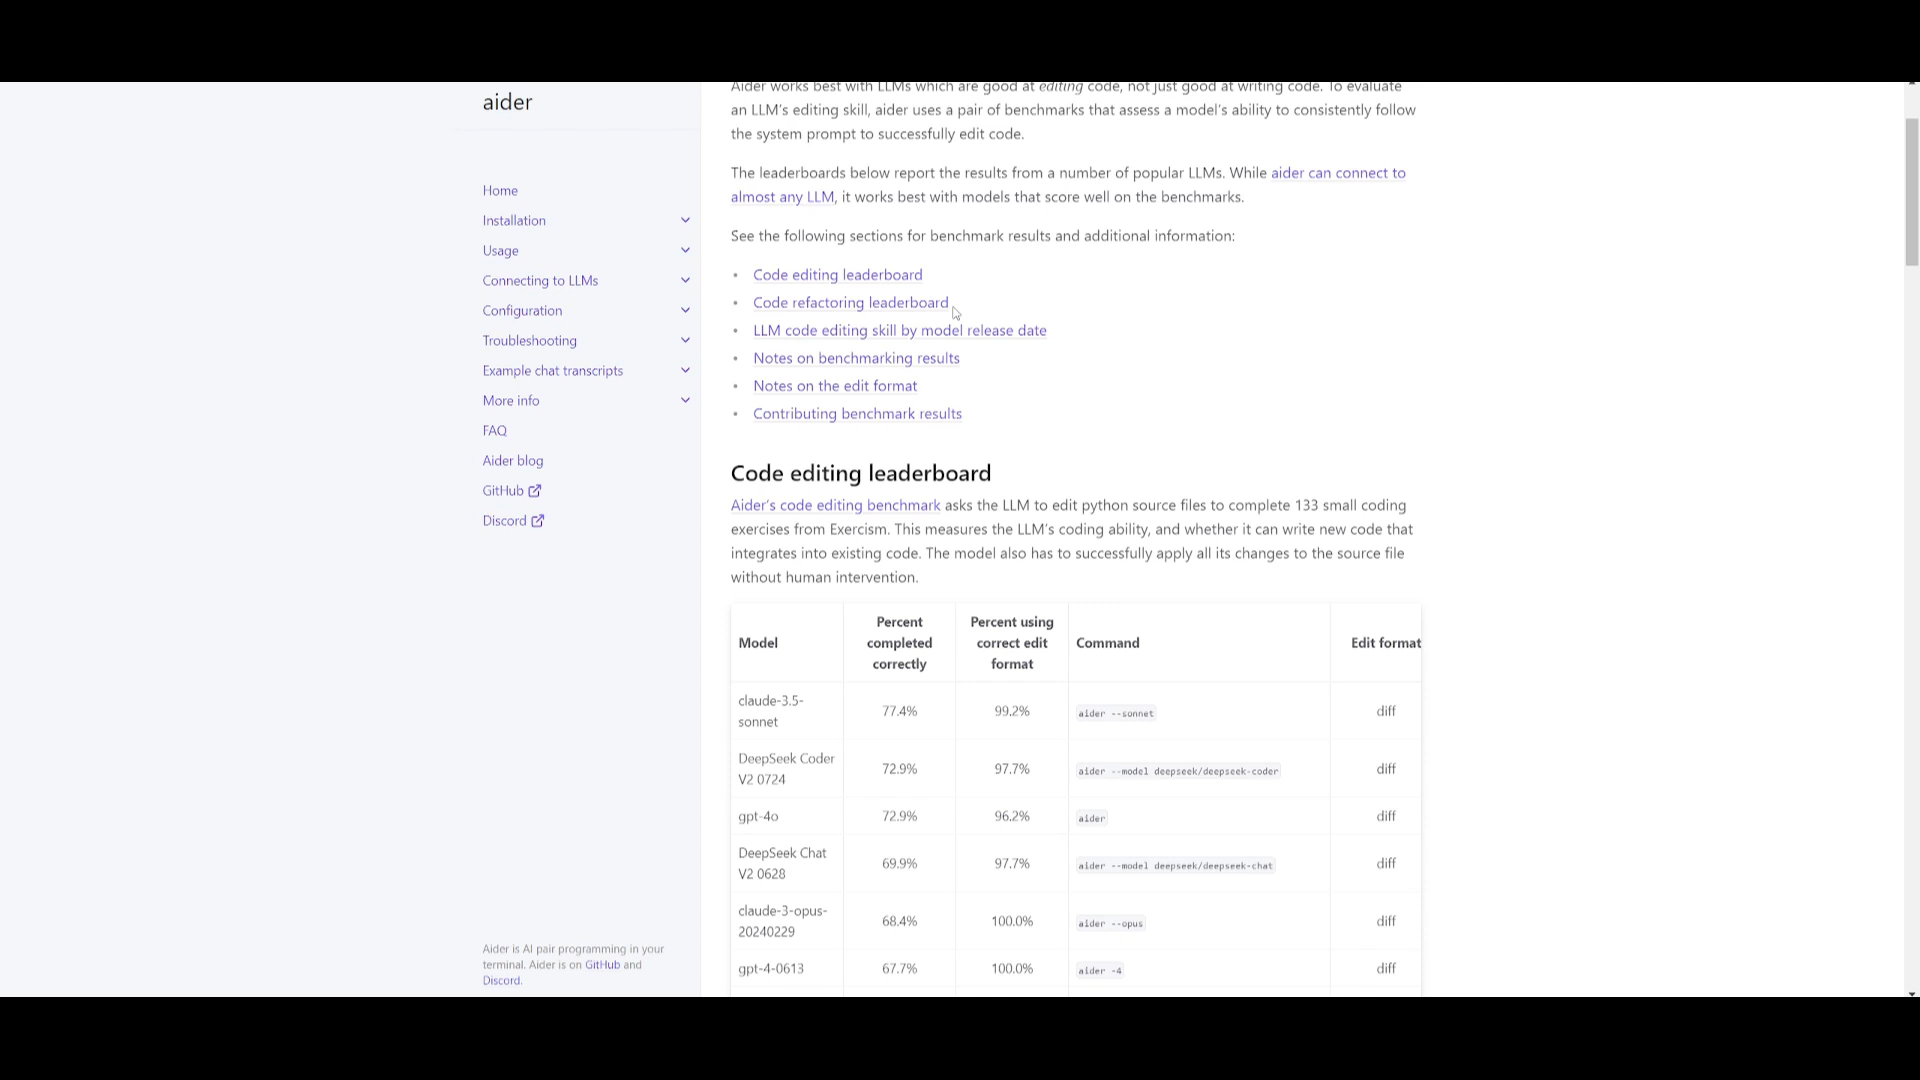 aider
Home
Installation
Usage
Connecting to LLMs
Configuration
Troubleshooting
Example chat transcripts
More info
FAQ
Aider blog
GitHub
Discord
Aider is AI pair programming in your
terminal. Aider is on GitHub and
Discord.
Aider works best with LLMs which are good at editing code, not just good at writing code. To evaluate
an LLM's editing skill, aider uses a pair of benchmarks that assess a model's ability to consistently follow
the system prompt to successfully edit code.
The leaderboards below report the results from a number of popular LLMs. While aider can connect to
almost any LLM, it works best with models that score well on the benchmarks.
See the following sections for benchmark results and additional information:
• Code editing leaderboard
• Code refactoring leaderboard
• LLM code editing skill by model release date
• Notes on benchmarking results
• Notes on the edit format
• Contributing benchmark results
Code editing leaderboard
Aider's code editing benchmark asks the LLM to edit python source files to complete 133 small coding
exercises from Exercism. This measures the LLM's coding ability, and whether it can write new code that
integrates into existing code. The model also has to successfully apply all its changes to the source file
without human intervention.
Model
Percent
completed
correctly
Percent using
correct edit
format
Command
Edit format
claude-3.5-
sonnet
77.4% 99.2% aider --sonnet diff
DeepSeek Coder
V2 0724
72.9% 97.7% aider --model deepseek/deepseek-coder diff
gpt-4o 72.9% 96.2% aider diff
DeepSeek Chat
V2 0628
69.9% 97.7% aider --model deepseek/deepseek-chat diff
claude-3-opus-
20240229
68.4% 100.0% aider --opus diff
gpt-4-0613 67.7% 100.0% aider -4 diff